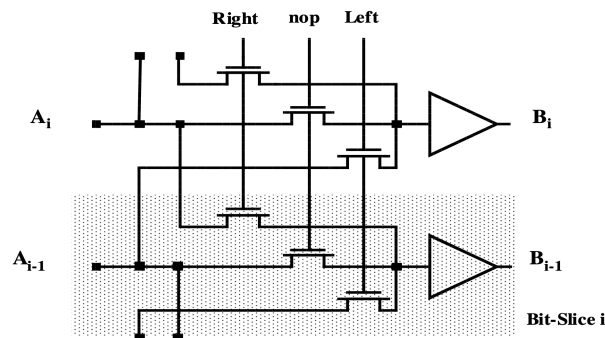 Right nop Left
A_i B_i
A_i-1 B_i-1
Bit-Slice i